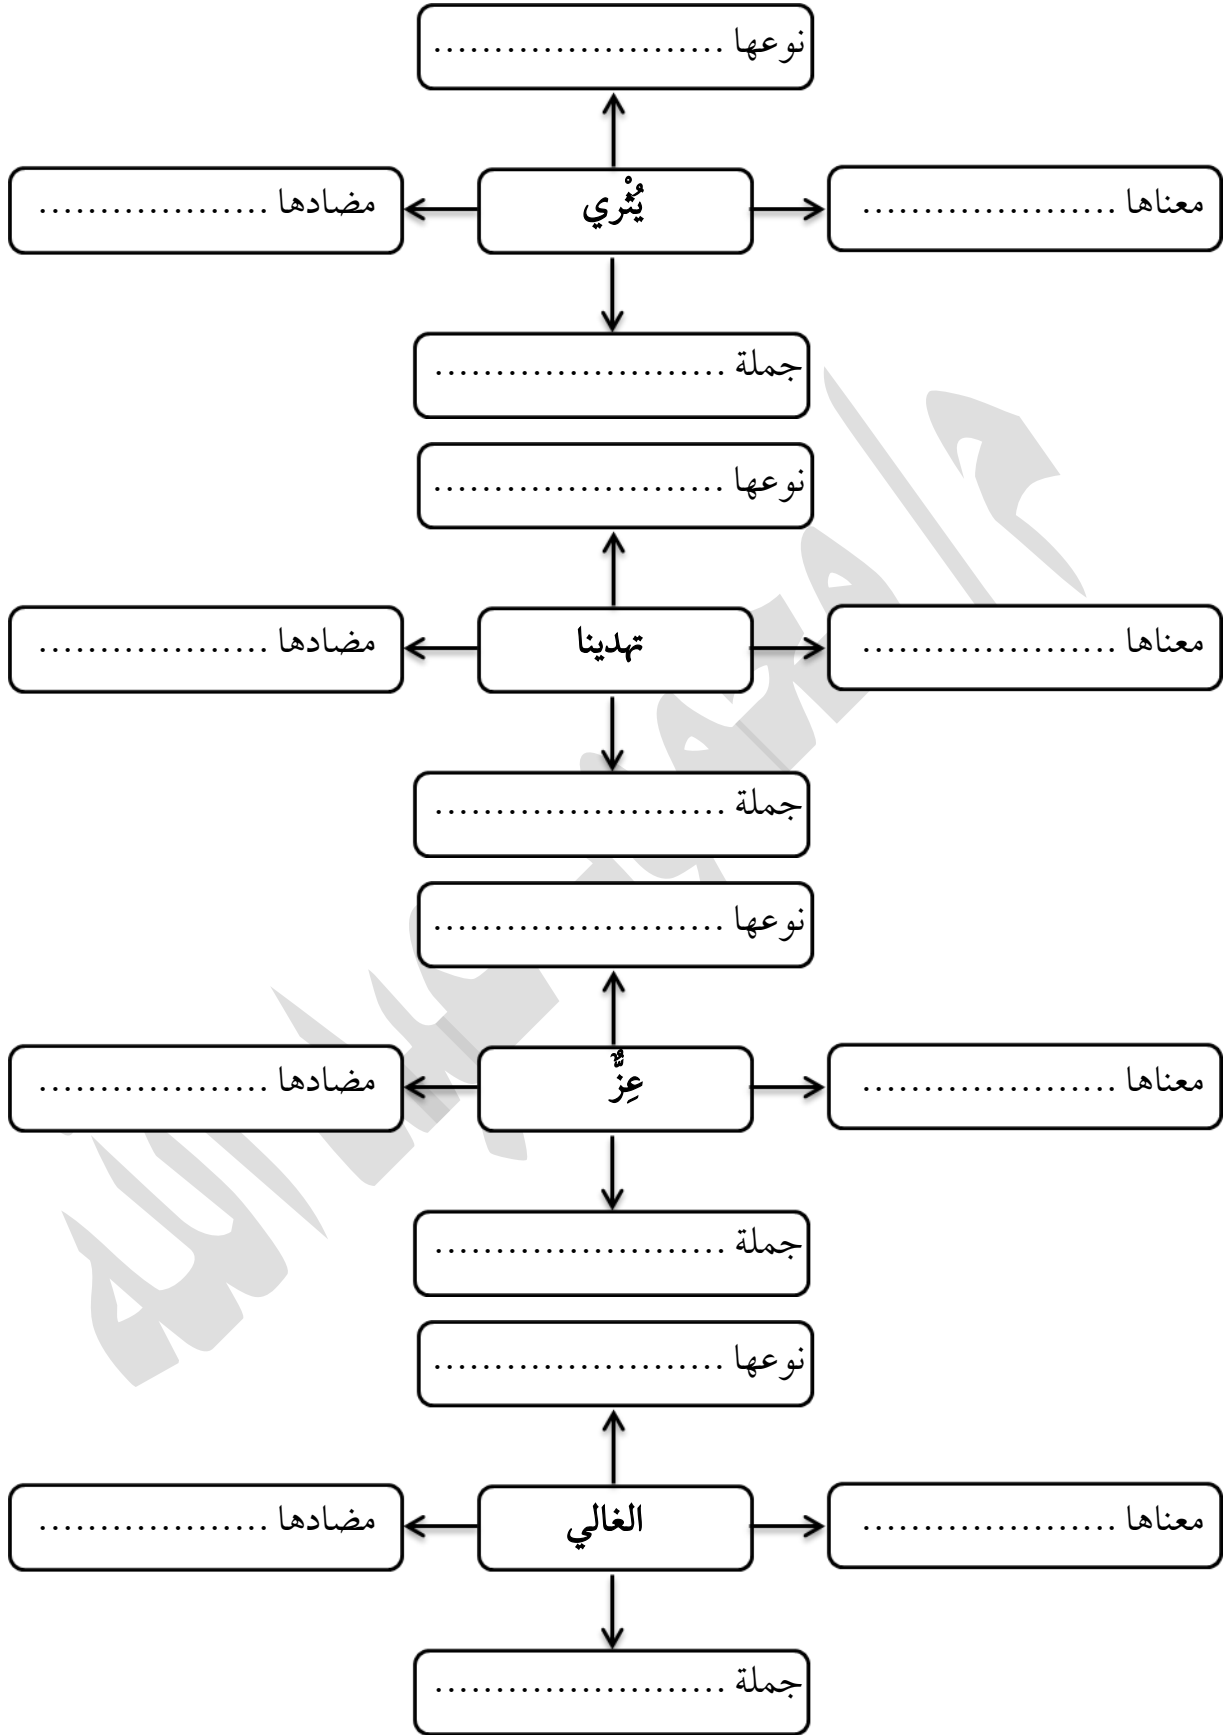 نوعها ........................
معناها ..................... يُثْري مضادها ...................
جملة ........................
نوعها ........................
معناها ..................... تهدينا مضادها ...................
جملة ........................
نوعها ........................
معناها ..................... عِزٌّ مضادها ...................
جملة ........................
نوعها ........................
معناها ..................... الغالي مضادها ...................
جملة ........................